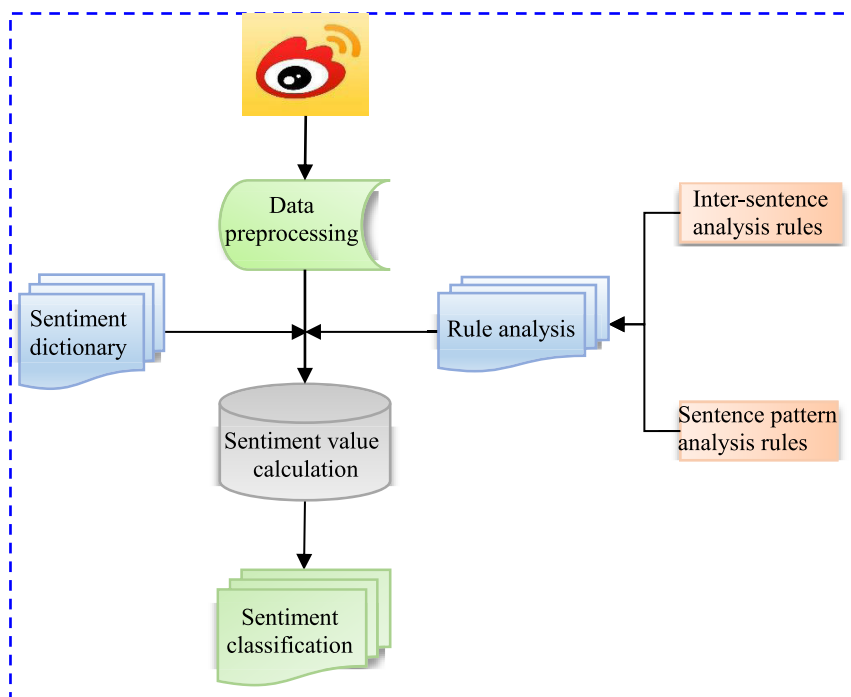 Data
preprocessing
Inter-sentence
analysis rules
Sentiment
dictionary
Rule analysis
Sentence pattern
analysis rules
Sentiment value
calculation
Sentiment
classification